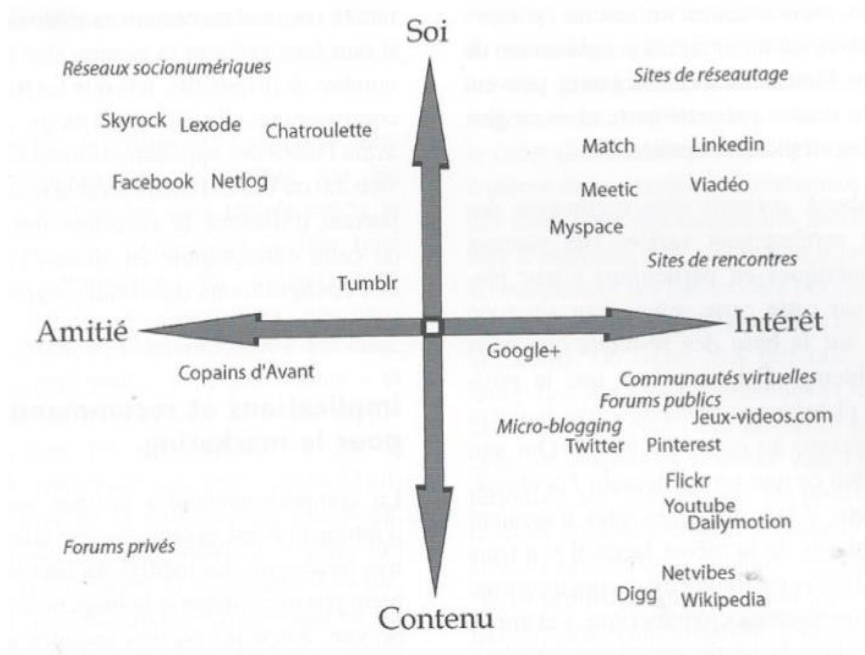 Soi
Réseaux socionumériques
Sites de réseautage
Skyrock Lexode Chatroulette
Match Linkedin
Facebook Netlog
Meetic Viadéo
Myspace
Sites de rencontres
Tumblr
Amitié
Intérêt
Google+
Copains d'Avant
Communautés virtuelles
Forums publics
Jeux-videos.com
Micro-blogging
Twitter Pinterest
Flickr
Youtube
Dailymotion
Forums privés
Netvibes
Digg Wikipedia
Contenu